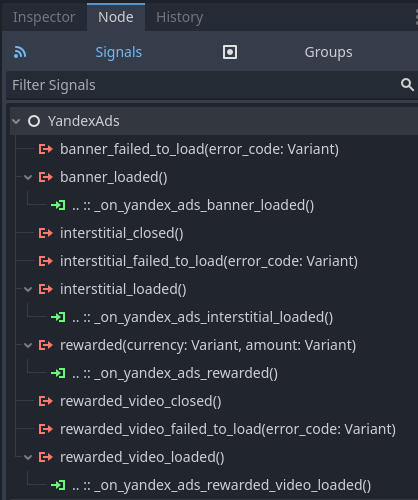 Inspector Node History
Signals Groups
Filter Signals
YandexAds
banner_failed_to_load(error_code: Variant)
banner_loaded()
.. :: _on_yandex_ads_banner_loaded()
interstitial_closed()
interstitial_failed_to_load(error_code: Variant)
interstitial_loaded()
.. :: _on_yandex_ads_interstitial_loaded()
rewarded(currency: Variant, amount: Variant)
.. :: _on_yandex_ads_rewarded()
rewarded_video_closed()
rewarded_video_failed_to_load(error_code: Variant)
rewarded_video_loaded()
.. :: _on_yandex_ads_rewarded_video_loaded()